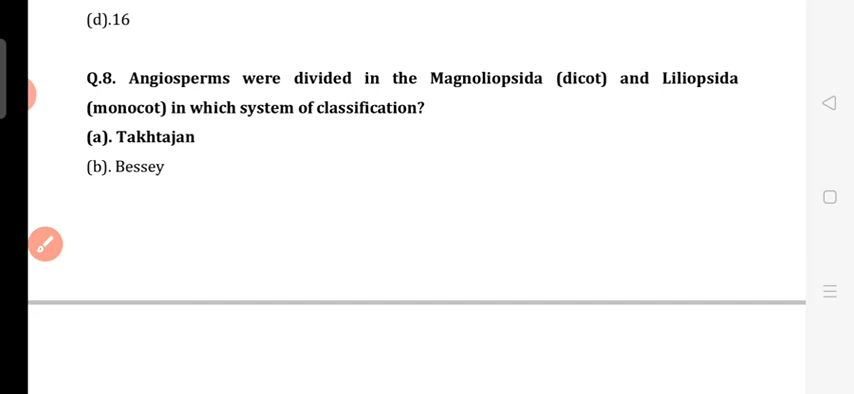 (d).16
Q.8. Angiosperms were divided in the Magnoliopsida (dicot) and Liliopsida
(monocot) in which system of classification?
(a). Takhtajan
(b). Bessey